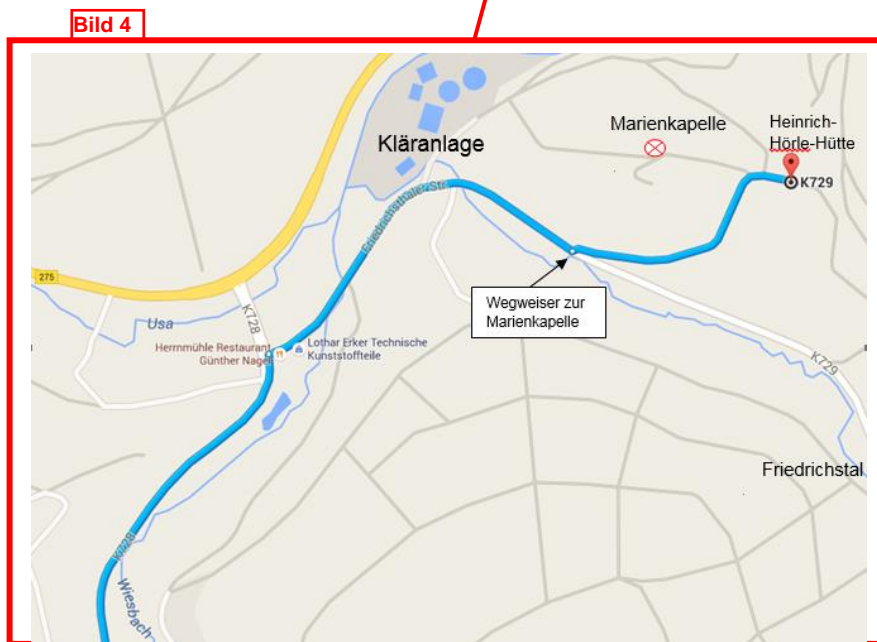 Bild 4
Kläranlage
Marienkapelle
Heinrich-
Hörle-Hütte
K729
Friedrichsthaler Str.
275
K728
Usa
Wegweiser zur
Marienkapelle
Herrnmühle Restaurant
Günther Nagel
Lothar Erker Technische
Kunststoffteile
K729
Friedrichstal
K728
Wiesbach